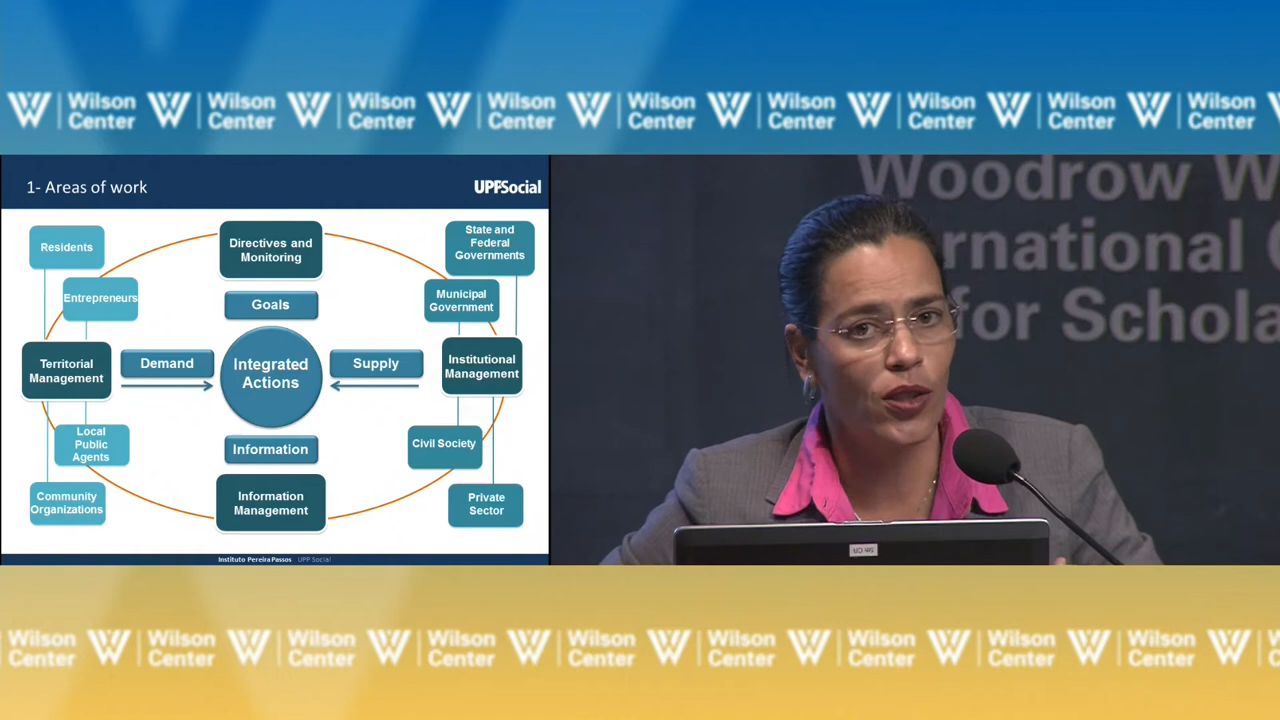 Wilson Center Wilson Center Wilson Center Wilson Center Wilson Center Wilson Center Wilson Center Wilson Center Wilson Center
1- Areas of work
UPPSocial
Residents
Entrepreneurs
Directives and
Monitoring
State and
Federal
Governments
Municipal
Government
Goals
Territorial
Management
Demand
Integrated
Actions
Supply
Institutional
Management
Local
Public
Agents
Information
Civil Society
Community
Organizations
Information
Management
Private
Sector
Instituto Pereira Passos UPP Social
Woodrow W
rnational
for Schola
Wilson Center Wilson Center Wilson Center Wilson Center Wilson Center Wilson Center Wilson Center Wilson Center Wilson Center